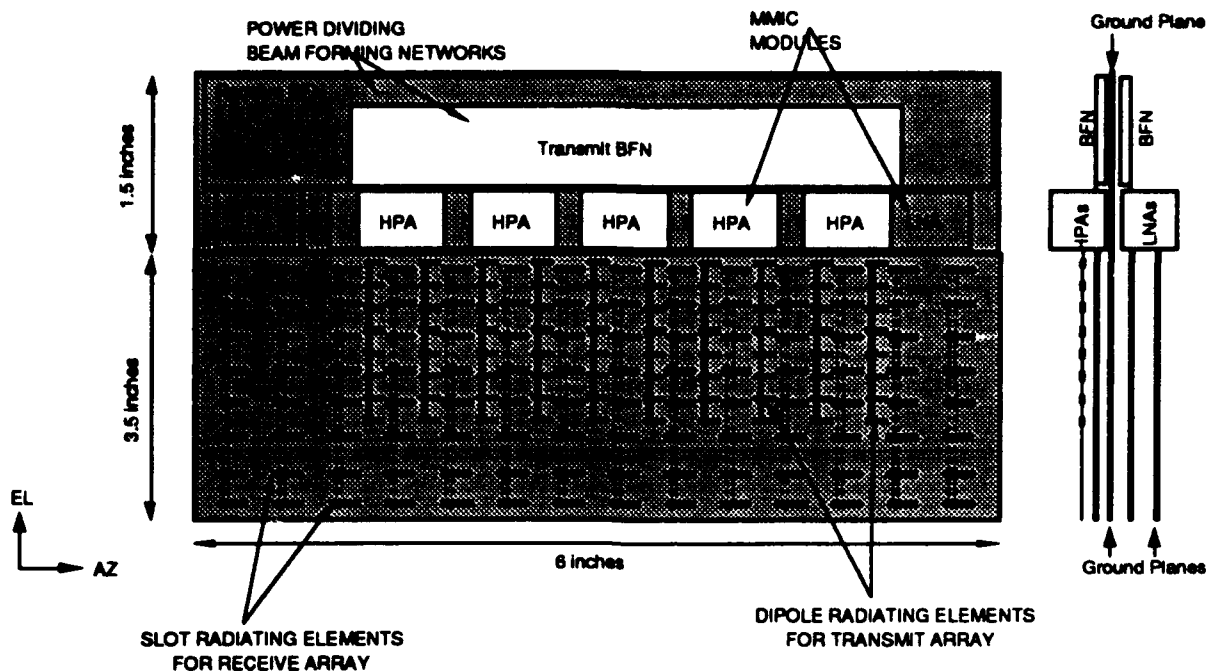 POWER DIVIDING
BEAM FORMING NETWORKS
MMIC
MODULES
Ground Plane
Transmit BFN
BFN
BFN
1.5 inches
HPA
HPA
HPA
HPA
HPA
HPAs
LNAs
3.5 inches
EL
AZ
6 inches
Ground Planes
SLOT RADIATING ELEMENTS
FOR RECEIVE ARRAY
DIPOLE RADIATING ELEMENTS
FOR TRANSMIT ARRAY